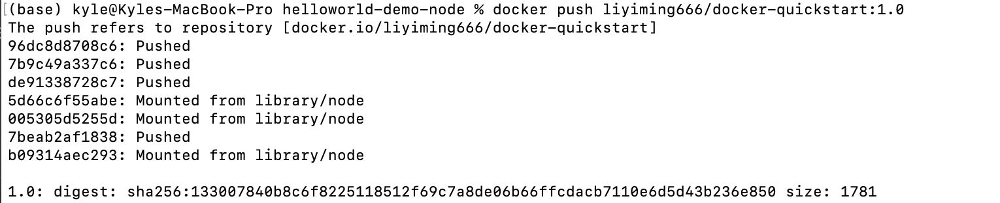 (base) kyle@Kyles-MacBook-Pro helloworld-demo-node % docker push liyiming666/docker-quickstart:1.0
The push refers to repository [docker.io/liyiming666/docker-quickstart]
96dc8d8708c6: Pushed
7b9c49a337c6: Pushed
de91338728c7: Pushed
5d66c6f55abe: Mounted from library/node
005305d5255d: Mounted from library/node
7beab2af1838: Pushed
b09314aec293: Mounted from library/node
1.0: digest: sha256:133007840b8c6f8225118512f69c7a8de06b66ffcdacb7110e6d5d43b236e850 size: 1781